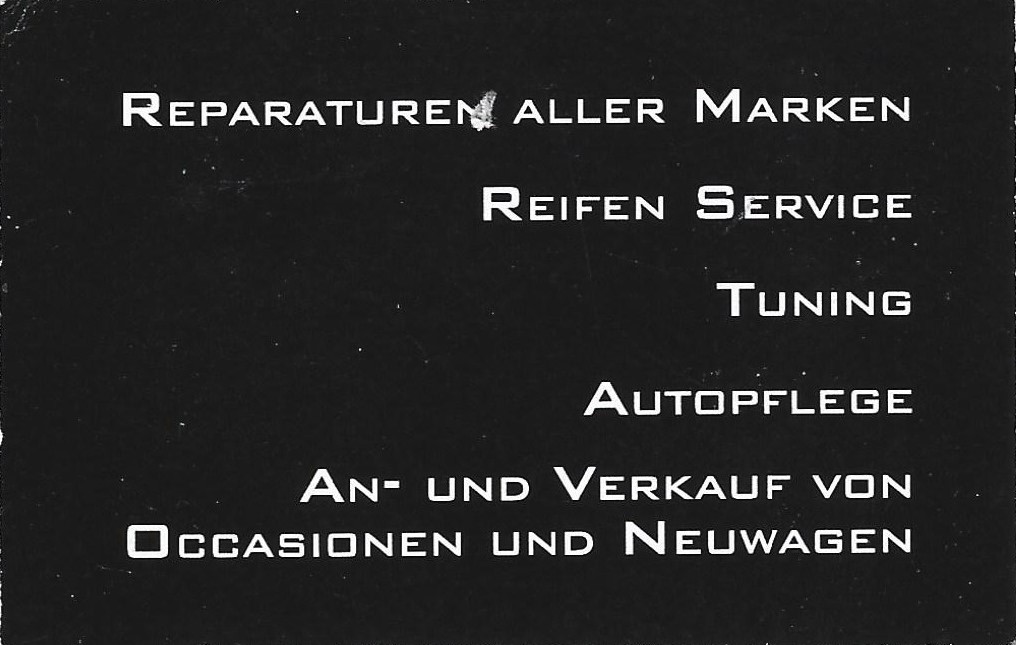 Reparaturen aller Marken
Reifen Service
Tuning
Autopflege
An- und Verkauf von
Occasionen und Neuwagen